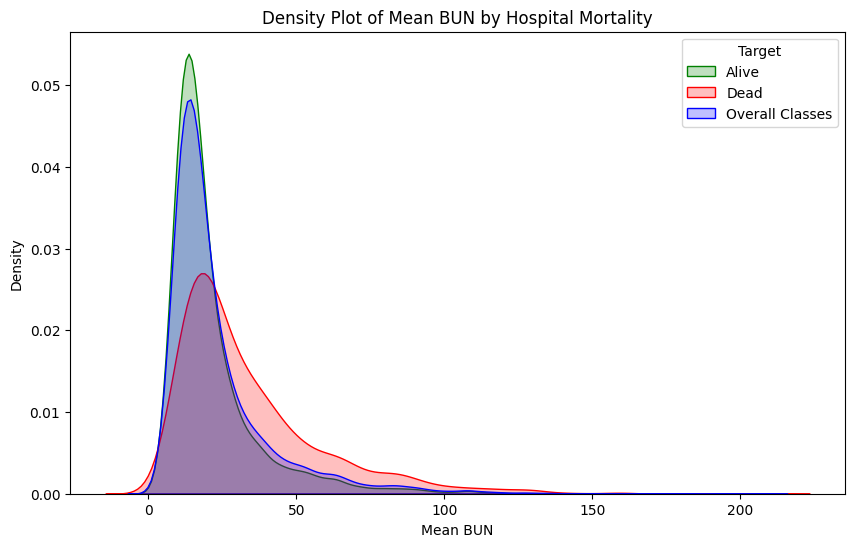 Density Plot of Mean BUN by Hospital Mortality
Target
Alive
Dead
Overall Classes
0.05
0.04
0.03
0.02
0.01
0.00
Density
0
50
100
150
200
Mean BUN